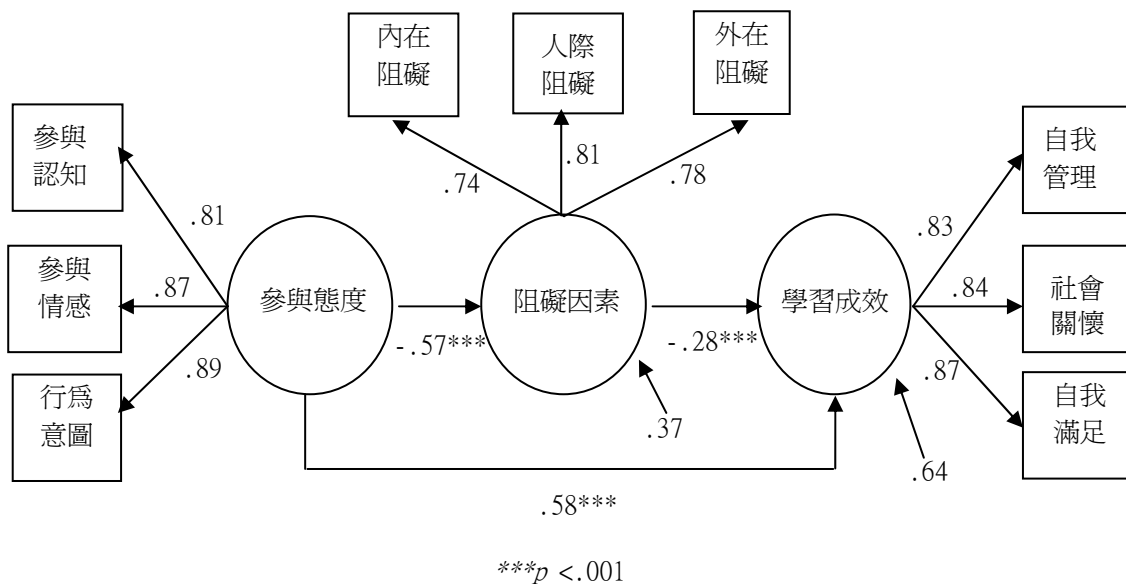 內在
阻礙
人際
阻礙
外在
阻礙
參與
認知
自我
管理
.74
.81
.78
.81
.83
參與
情感
.87
參與態度
阻礙因素
學習成效
.84
社會
關懷
-.57***
-.28***
.89
.87
行爲
意圖
自我
滿足
.37
.64
.58***
***p <.001